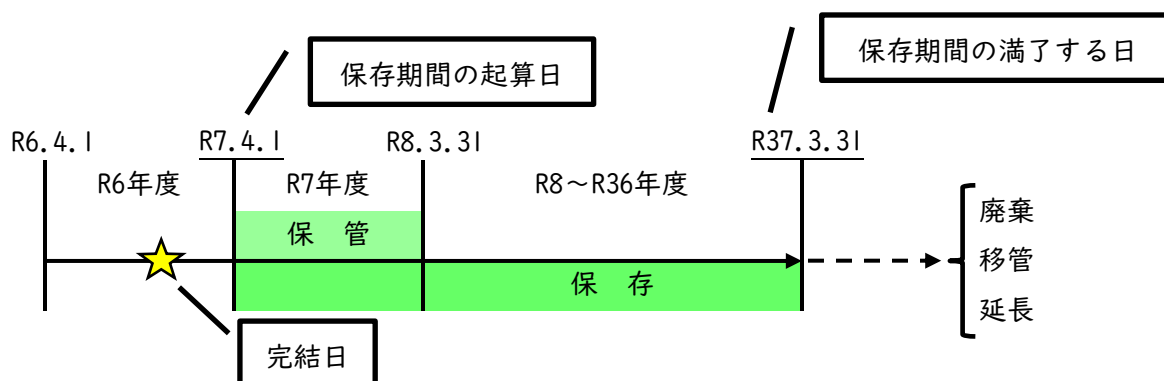 保存期間の満了する日
保存期間の起算日
R6.4.1
R7.4.1
R8.3.31
R37.3.31
R6年度
R7年度
R8～R36年度
保　管
保　存
廃棄
移管
延長
完結日